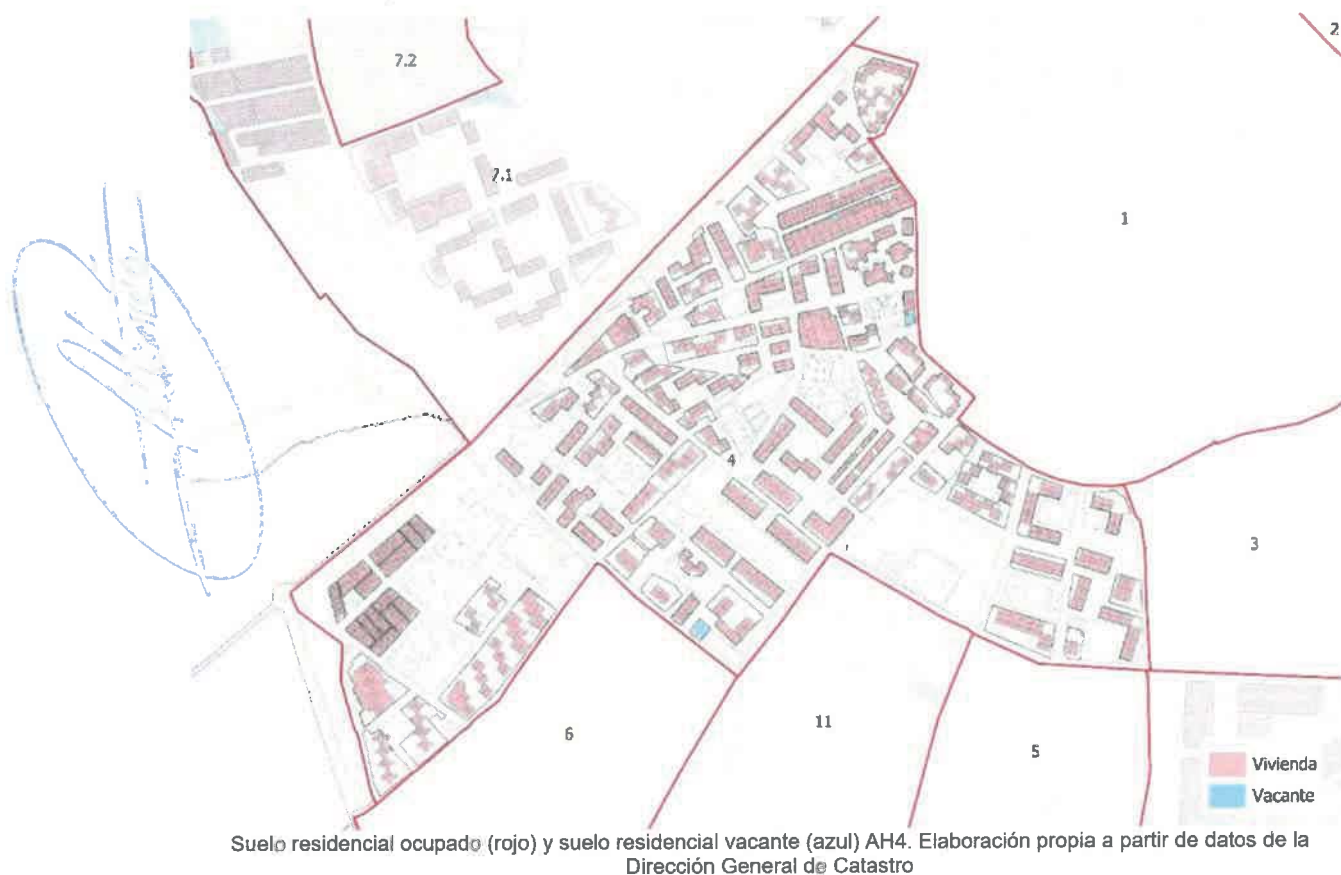 2
7.2
7.1
1
4
3
6
11
5
Vivienda
Vacante
Suelo residencial ocupado (rojo) y suelo residencial vacante (azul) AH4. Elaboración propia a partir de datos de la
Dirección General de Catastro